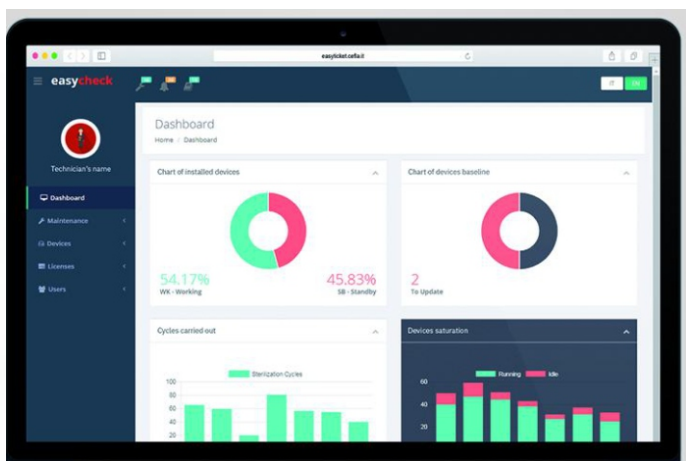 easyticket.cefla.it
easycheck
EN
Technician's name
Dashboard
Maintenance
Devices
Licenses
Users
Dashboard
Home / Dashboard
Chart of installed devices
54.17%
WK - Working
45.83%
SB - Standby
Chart of devices baseline
2
To Update
Cycles carried out
Sterilization Cycles
100
80
60
40
20
Devices saturation
Running
Idle
60
40
20